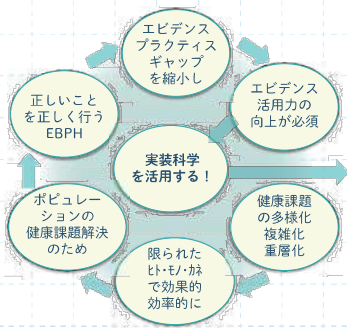 エビデンス
プラクティス
ギャップ
を縮小し
エビデンス
活用力の
向上が必須
健康課題
の多様化
複雑化
重層化
限られた
ﾋﾄ・ﾓﾉ・ｶﾈ
で効果的
効率的に
ポピュレー
ションの
健康課題解決
のため
正しいこと
を正しく行う
EBPH
実装科学
を活用する！